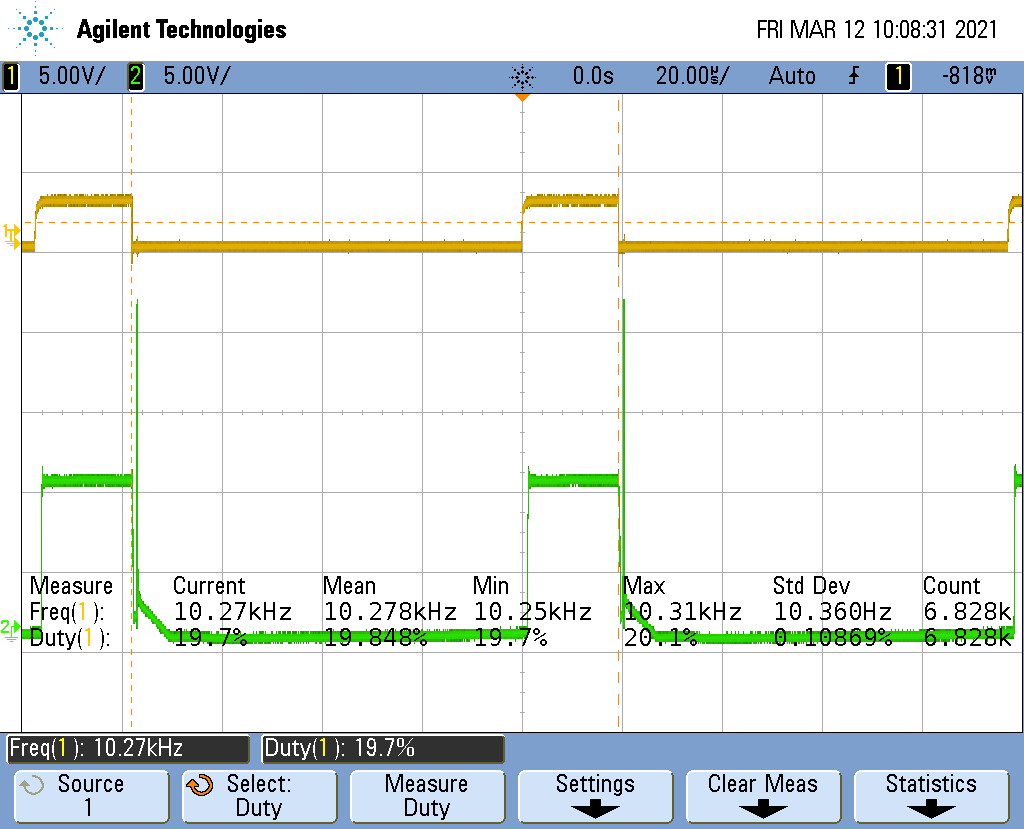 Agilent Technologies FRI MAR 12 10:08:31 2021
1 5.00V/ 2 5.00V/ 0.0s 20.00µs/ Auto 1 -818mV
Measure Current Mean Min Max Std Dev Count
Freq(1): 10.27kHz 10.278kHz 10.25kHz 10.31kHz 10.360Hz 6.828k
Duty(1): 19.7% 19.848% 19.7% 20.1% 0.10869% 6.828k
Freq(1): 10.27kHz Duty(1): 19.7%
Source Select: Measure Settings Clear Meas Statistics
1 Duty Duty